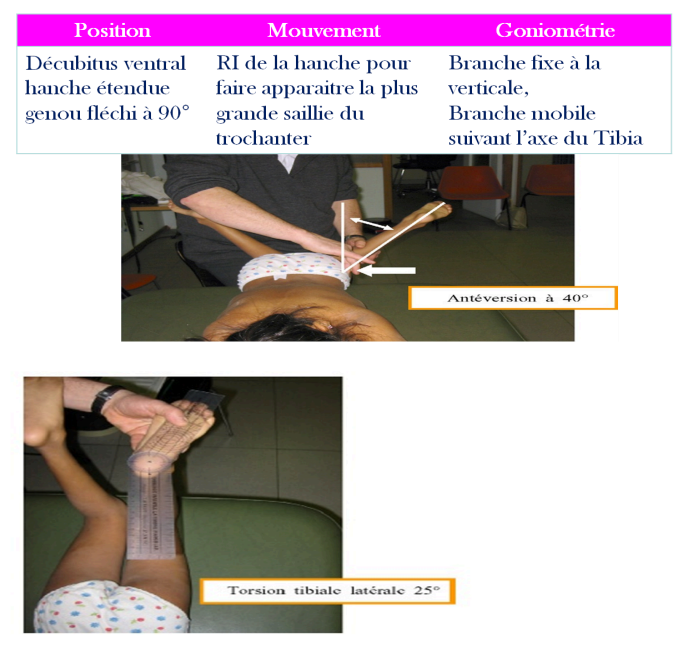 Position Mouvement Goniométrie
Décubitus ventral
hanche étendue
genou fléchi à 90°
RI de la hanche pour
faire apparaitre la plus
grande saillie du
trochanter
Branche fixe à la
verticale,
Branche mobile
suivant l'axe du Tibia
Antéversion à 40°
Torsion tibiale latérale 25°